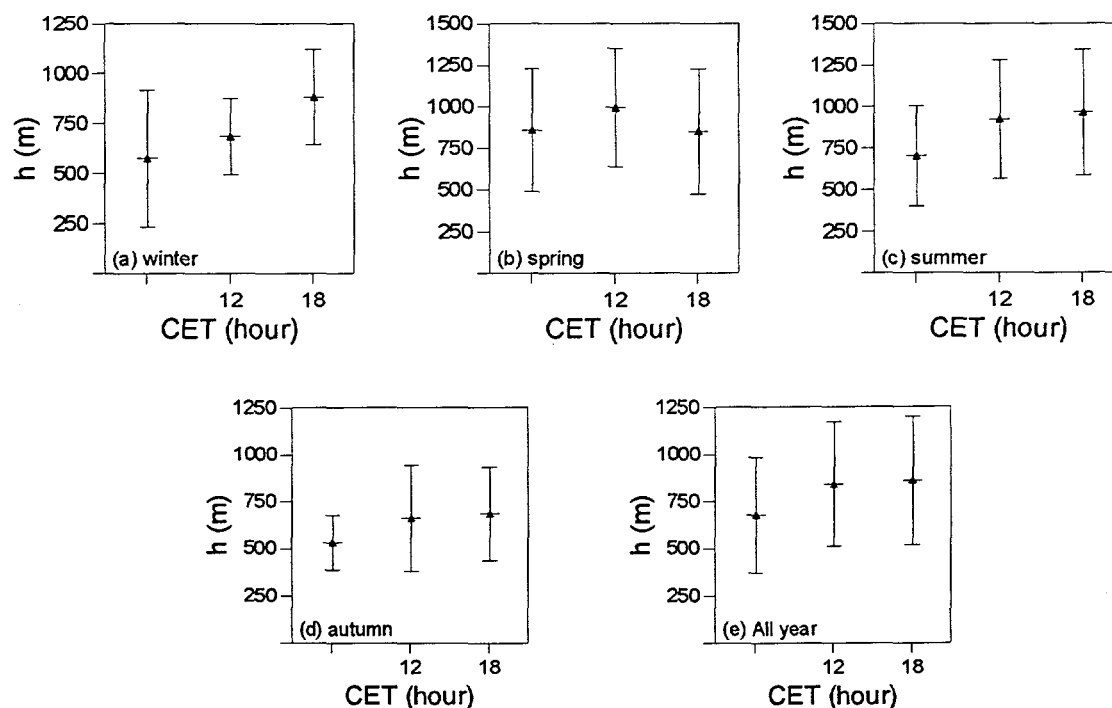 1250
1000
750
500
250
h (m)
(a) winter
12
18
CET (hour)
1500
1250
1000
750
500
250
h (m)
(b) spring
12
18
CET (hour)
1500
1250
1000
750
500
250
h (m)
(c) summer
12
18
CET (hour)
1250
1000
750
500
250
h (m)
(d) autumn
12
18
CET (hour)
1250
1000
750
500
250
h (m)
(e) All year
12
18
CET (hour)